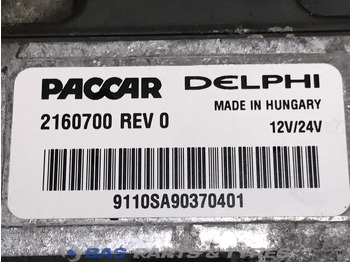 PACCAR DELPHI
MADE IN HUNGARY
2160700 REV 0
12V/24V
9110SA90370401
BAS PARTS & TYRES